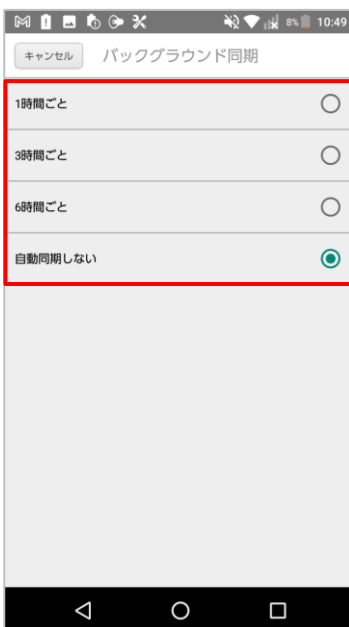 8% 10:49
キャンセル バックグラウンド同期
1時間ごと
3時間ごと
6時間ごと
自動同期しない